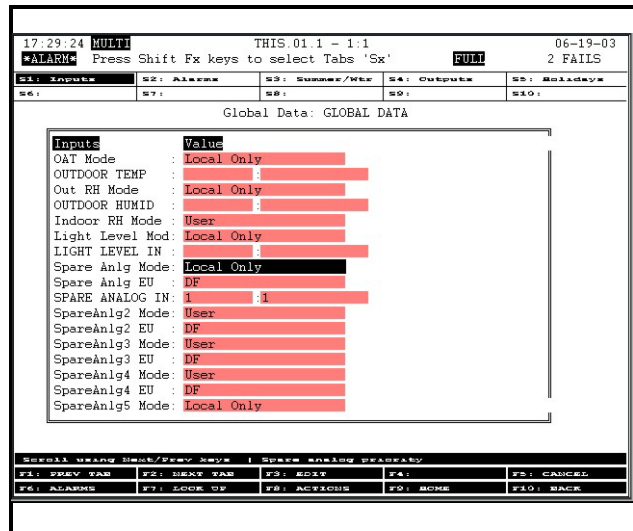 17:29:24 MULTI THIS.01.1 - 1:1 06-19-03
*ALARM* Press Shift Fx keys to select Tabs 'Sx' FULL 2 FAILS
S1: Inputs S2: Alarms S3: Summer/Wtr S4: Outputs S5: Holidays
S6: S7: S8: S9: S10:
Global Data: GLOBAL DATA
Inputs Value
OAT Mode : Local Only
OUTDOOR TEMP : :
Out RH Mode : Local Only
OUTDOOR HUMID : :
Indoor RH Mode : User
Light Level Mod: Local Only
LIGHT LEVEL IN : :
Spare Anlg Mode: Local Only
Spare Anlg EU : DF
SPARE ANALOG IN: 1 :1
SpareAnlg2 Mode: User
SpareAnlg2 EU : DF
SpareAnlg3 Mode: User
SpareAnlg3 EU : DF
SpareAnlg4 Mode: User
SpareAnlg4 EU : DF
SpareAnlg5 Mode: Local Only
Scroll using Next/Prev keys | Spare analog priority
F1: PREV TAB F2: NEXT TAB F3: EDIT F4: F5: CANCEL
F6: ALARMS F7: LOOK UP F8: ACTIONS F9: HOME F10: BACK